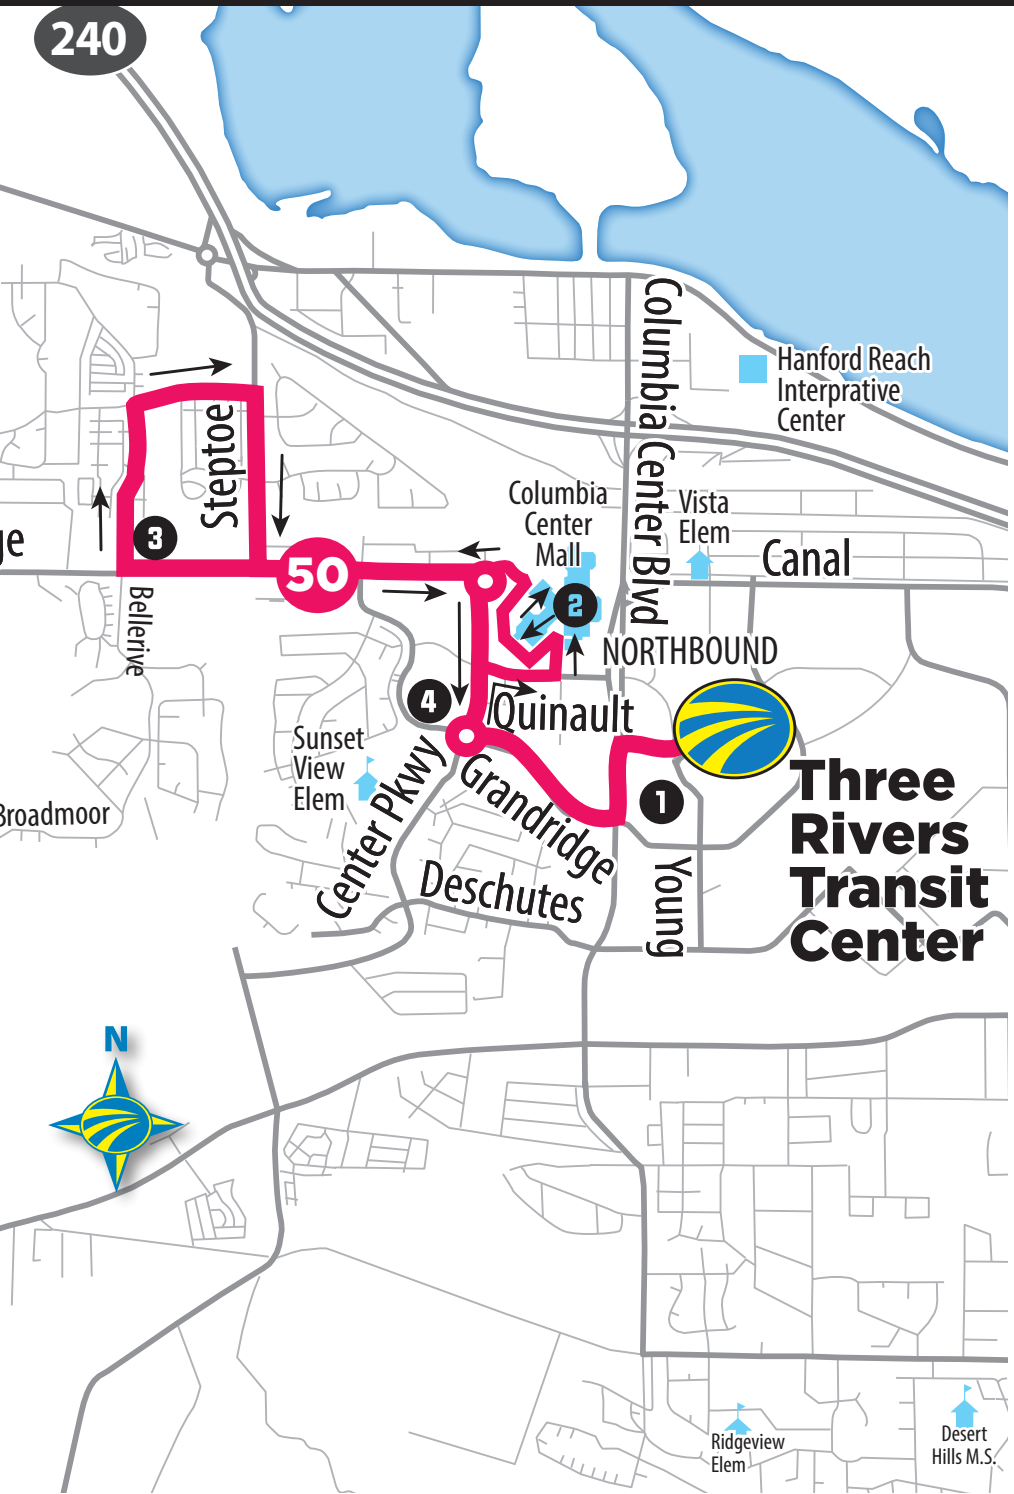 240
Columbia Center Blvd
Hanford Reach
Interprative
Center
Steptoe
Columbia
Center
Mall
Vista
Elem
ge
3
Canal
50
2
Bellerive
NORTHBOUND
4
Quinault
Sunset
View
Elem
Center Pkwy
Grandridge
1
Three
Rivers
Transit
Center
Broadmoor
Deschutes
Young
N
Ridgeview
Elem
Desert
Hills M.S.